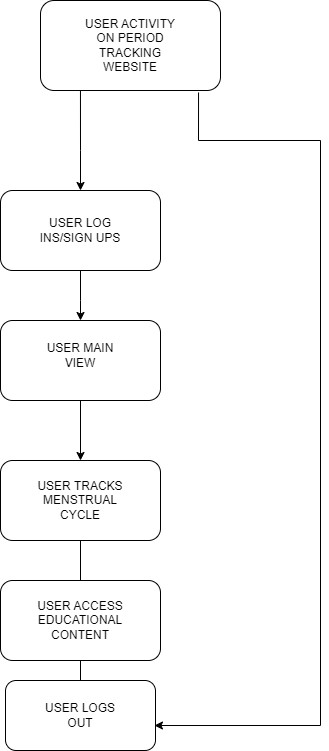 USER ACTIVITY
ON PERIOD
TRACKING
WEBSITE
USER LOG
INS/SIGN UPS
USER MAIN
VIEW
USER TRACKS
MENSTRUAL
CYCLE
USER ACCESS
EDUCATIONAL
CONTENT
USER LOGS
OUT